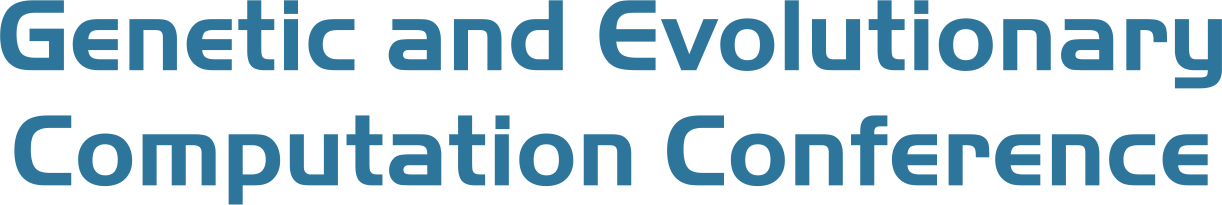 Genetic and Evolutionary
Computation Conference